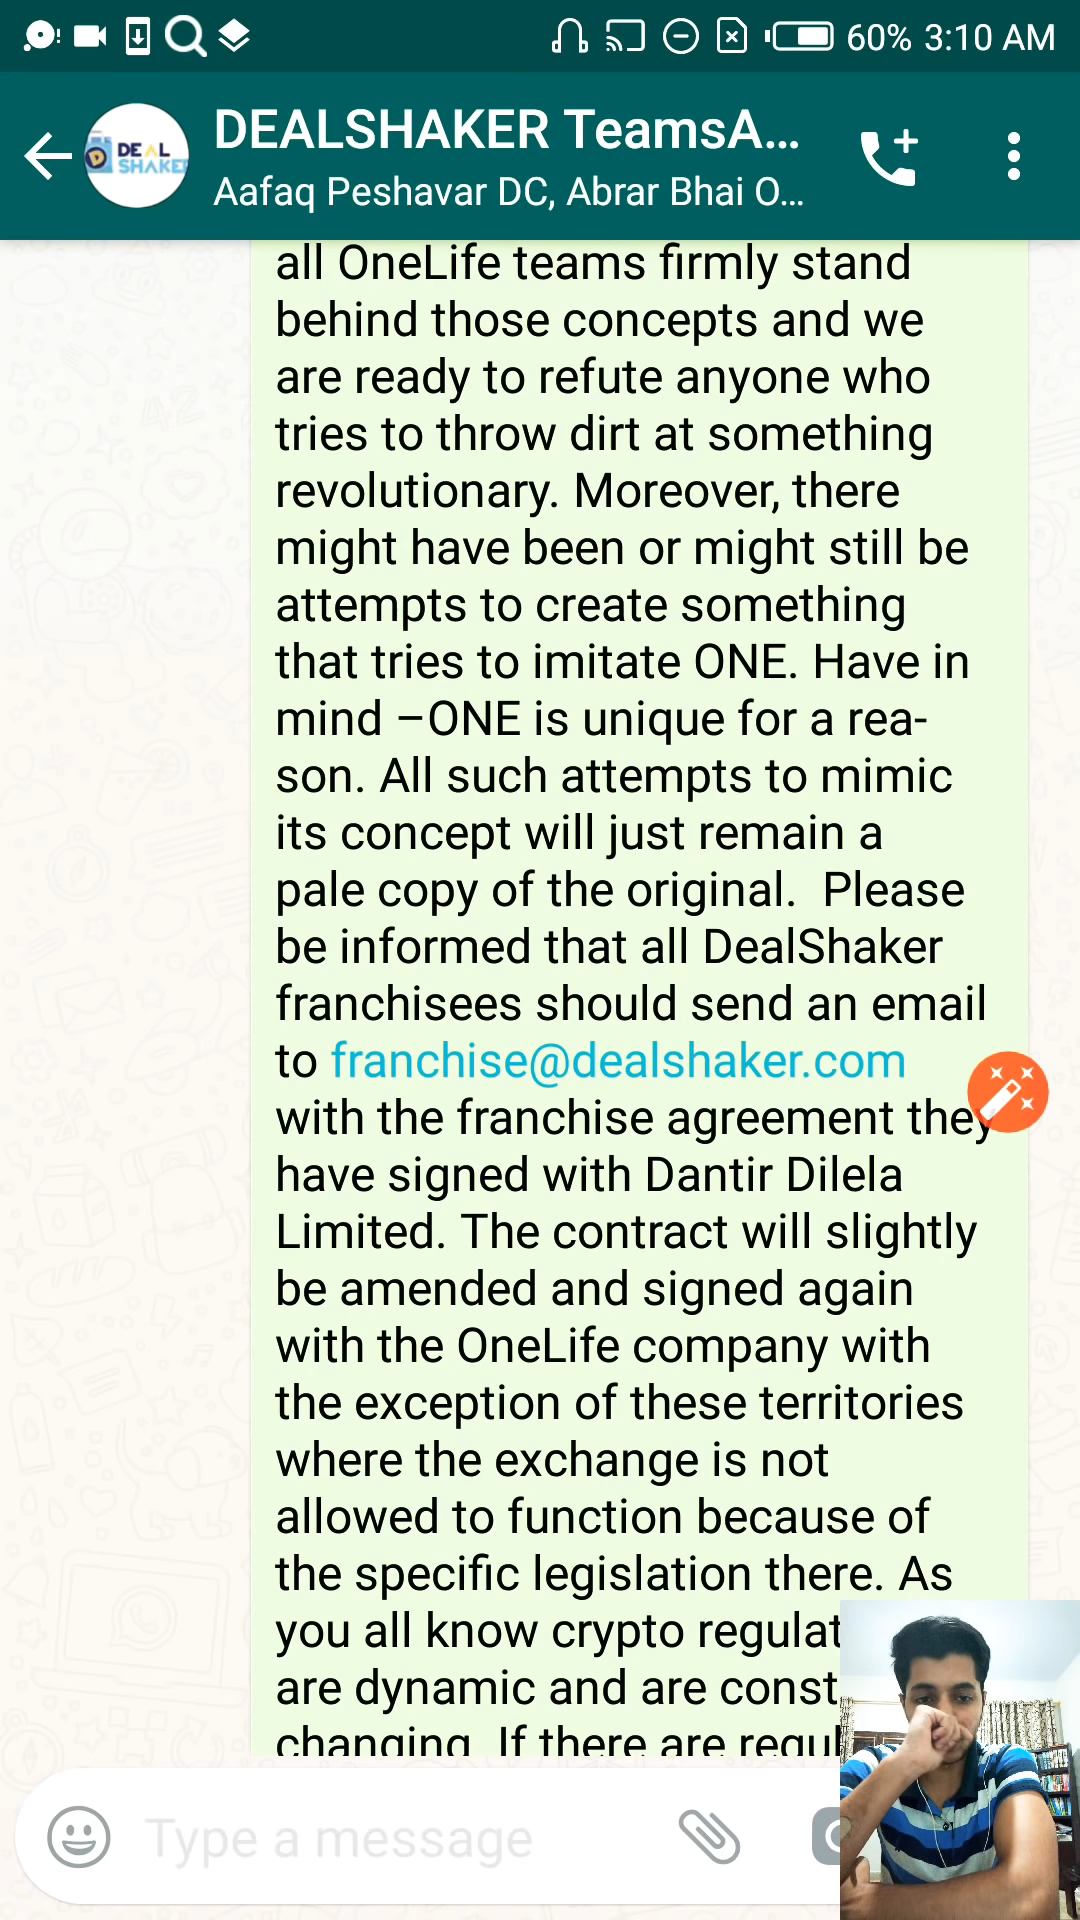 60% 3:10 AM
DEAL
SHAKE
DEALSHAKER TeamsA...
Aafaq Peshavar DC, Abrar Bhai O...
all OneLife teams firmly stand
behind those concepts and we
are ready to refute anyone who
tries to throw dirt at something
revolutionary. Moreover, there
might have been or might still be
attempts to create something
that tries to imitate ONE. Have in
mind –ONE is unique for a rea-
son. All such attempts to mimic
its concept will just remain a
pale copy of the original.  Please
be informed that all DealShaker
franchisees should send an email
to franchise@dealshaker.com
with the franchise agreement they
have signed with Dantir Dilela
Limited. The contract will slightly
be amended and signed again
with the OneLife company with
the exception of these territories
where the exchange is not
allowed to function because of
the specific legislation there. As
you all know crypto regulat
are dynamic and are const
changing. If there are regul
Type a message